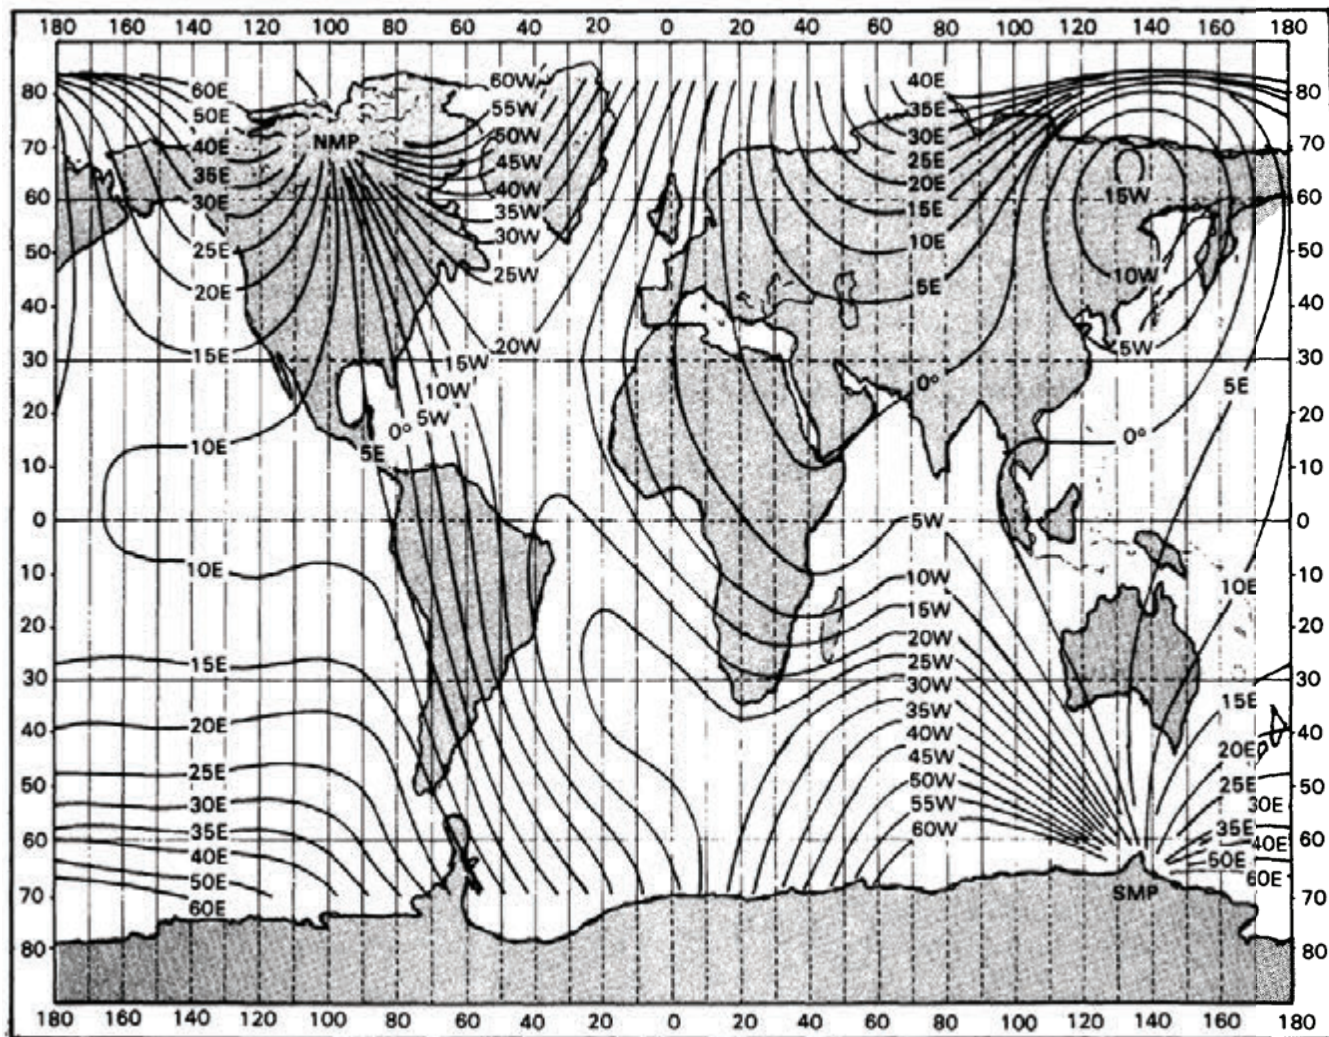 180 160 140 120 100 80 60 40 20 0 20 40 60 80 100 120 140 160 180
60E 60W 40E
80 50E 55W 35E 80
70 40E NMP 50W 30E 70
35E 45W 25E
40W 20E
60 30E 35W 15E 15W 60
50 25E 30W 10E 50
25W 10W
40 20E 5E 40
30 15E 15W 20W 5W 30
10W 0° 5E
20 0° 5W 20
10 10E 5E 0° 10
0 5W 0
10 10E 10W 10E 10
15W
20 20W 20
15E 25W
30 30W 15E 30
20E 35W
40 40W 20E 40
25E 45W
50 50W 25E 50
30E 55W 30E
60 35E 60W 35E 60
40E 40E
50E 50E
70 60E SMP 60E 70
80 80
180 160 140 120 100 80 60 40 20 0 20 40 60 80 100 120 140 160 180